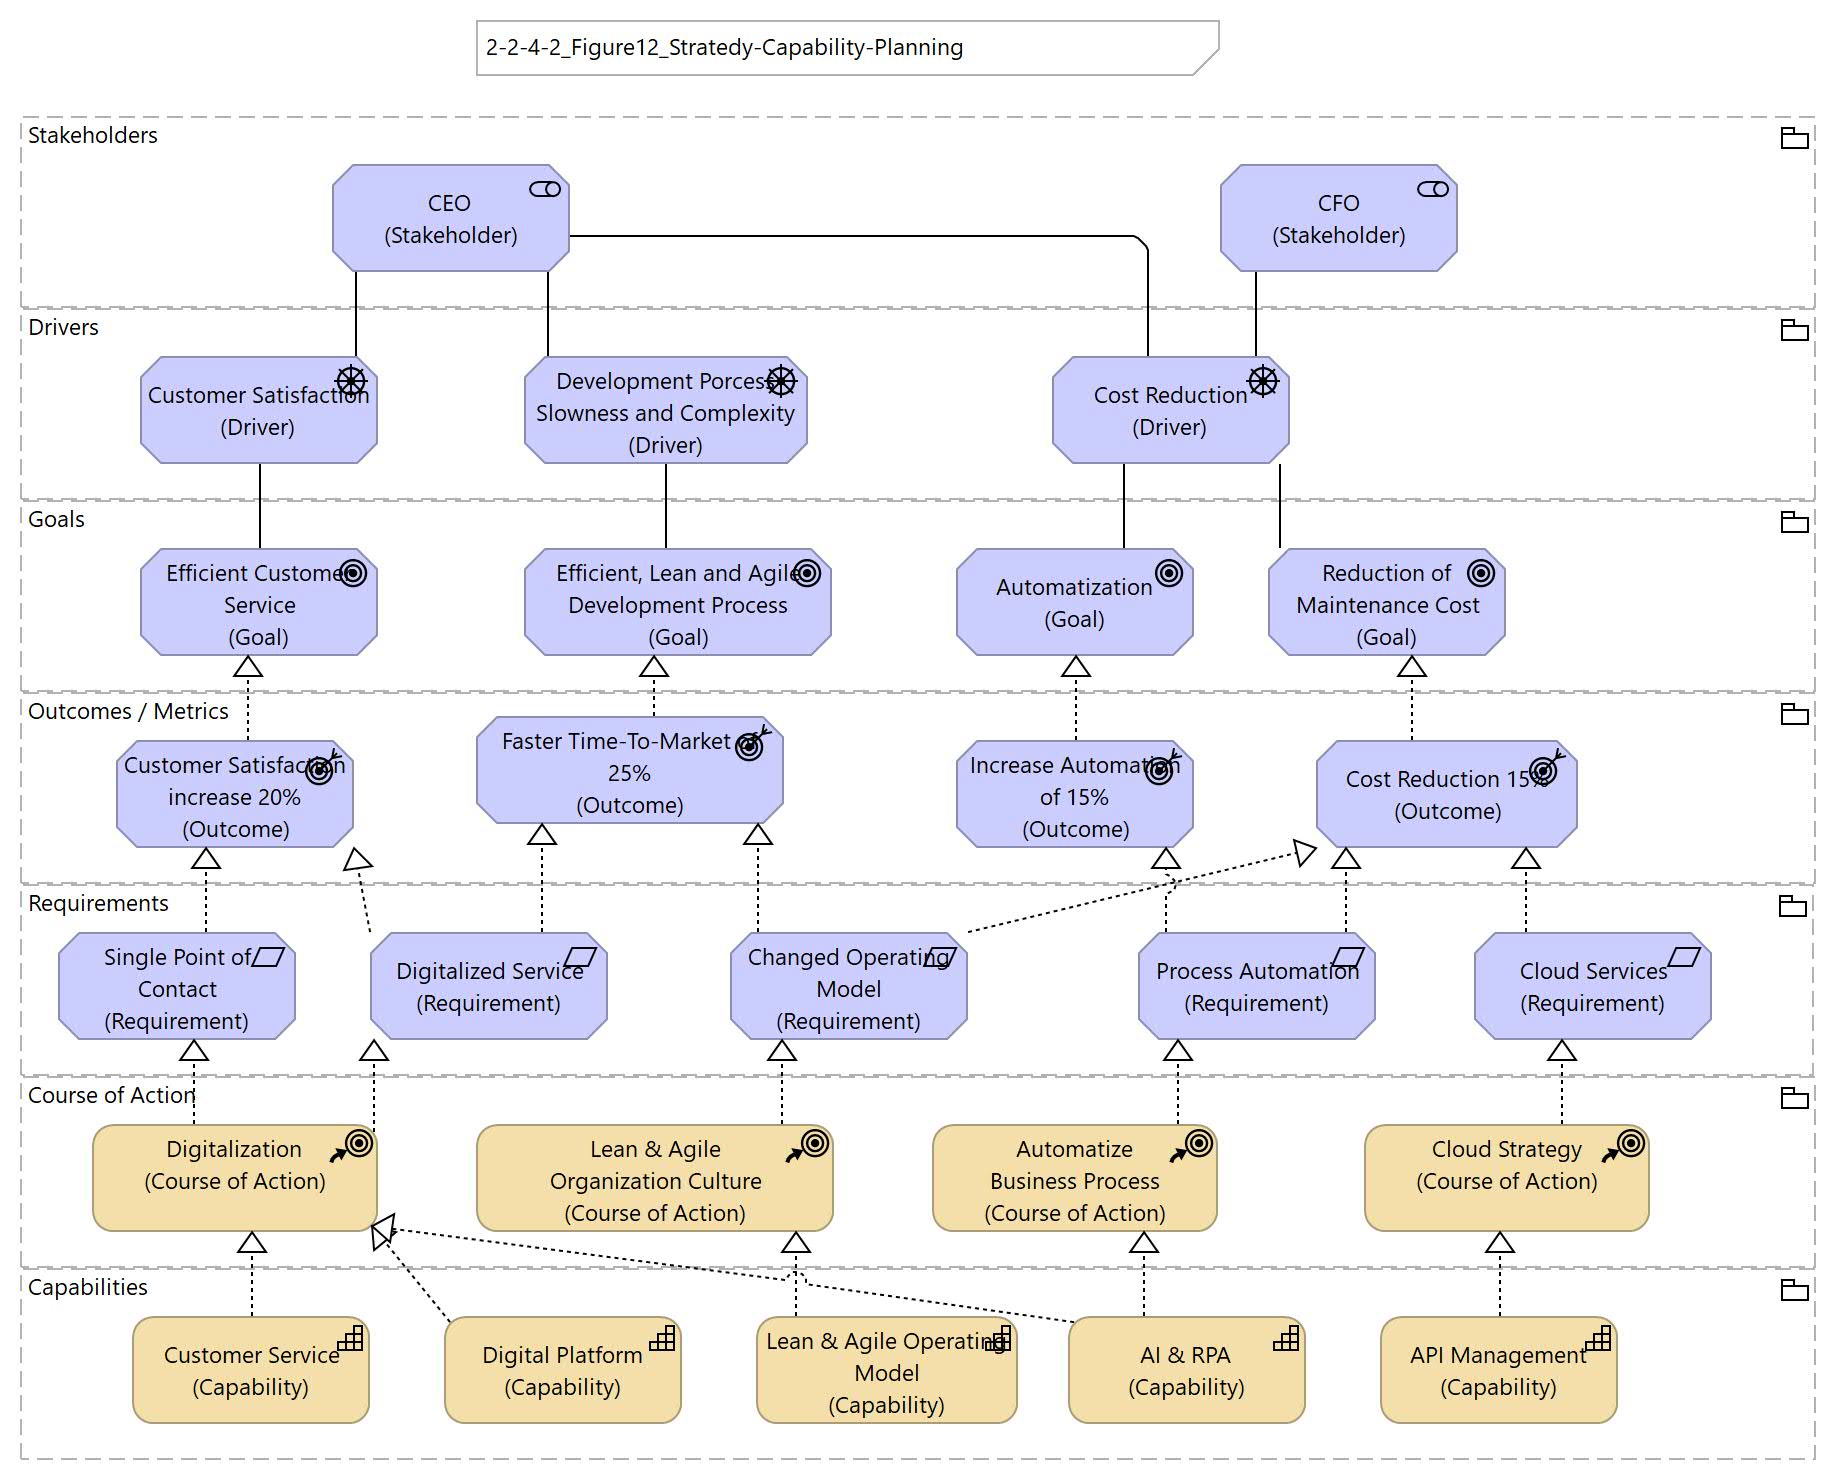 2-2-4-2_Figure12_Stratedy-Capability-Planning
Stakeholders
CEO
(Stakeholder)
CFO
(Stakeholder)
Drivers
Customer Satisfaction
(Driver)
Development Porcess
Slowness and Complexity
(Driver)
Cost Reduction
(Driver)
Goals
Efficient Customer
Service
(Goal)
Efficient, Lean and Agile
Development Process
(Goal)
Automatization
(Goal)
Reduction of
Maintenance Cost
(Goal)
Outcomes / Metrics
Customer Satisfaction
increase 20%
(Outcome)
Faster Time-To-Market of
25%
(Outcome)
Increase Automation
of 15%
(Outcome)
Cost Reduction 15%
(Outcome)
Requirements
Single Point of
Contact
(Requirement)
Digitalized Service
(Requirement)
Changed Operating
Model
(Requirement)
Process Automation
(Requirement)
Cloud Services
(Requirement)
Course of Action
Digitalization
(Course of Action)
Lean & Agile
Organization Culture
(Course of Action)
Automatize
Business Process
(Course of Action)
Cloud Strategy
(Course of Action)
Capabilities
Customer Service
(Capability)
Digital Platform
(Capability)
Lean & Agile Operating
Model
(Capability)
AI & RPA
(Capability)
API Management
(Capability)